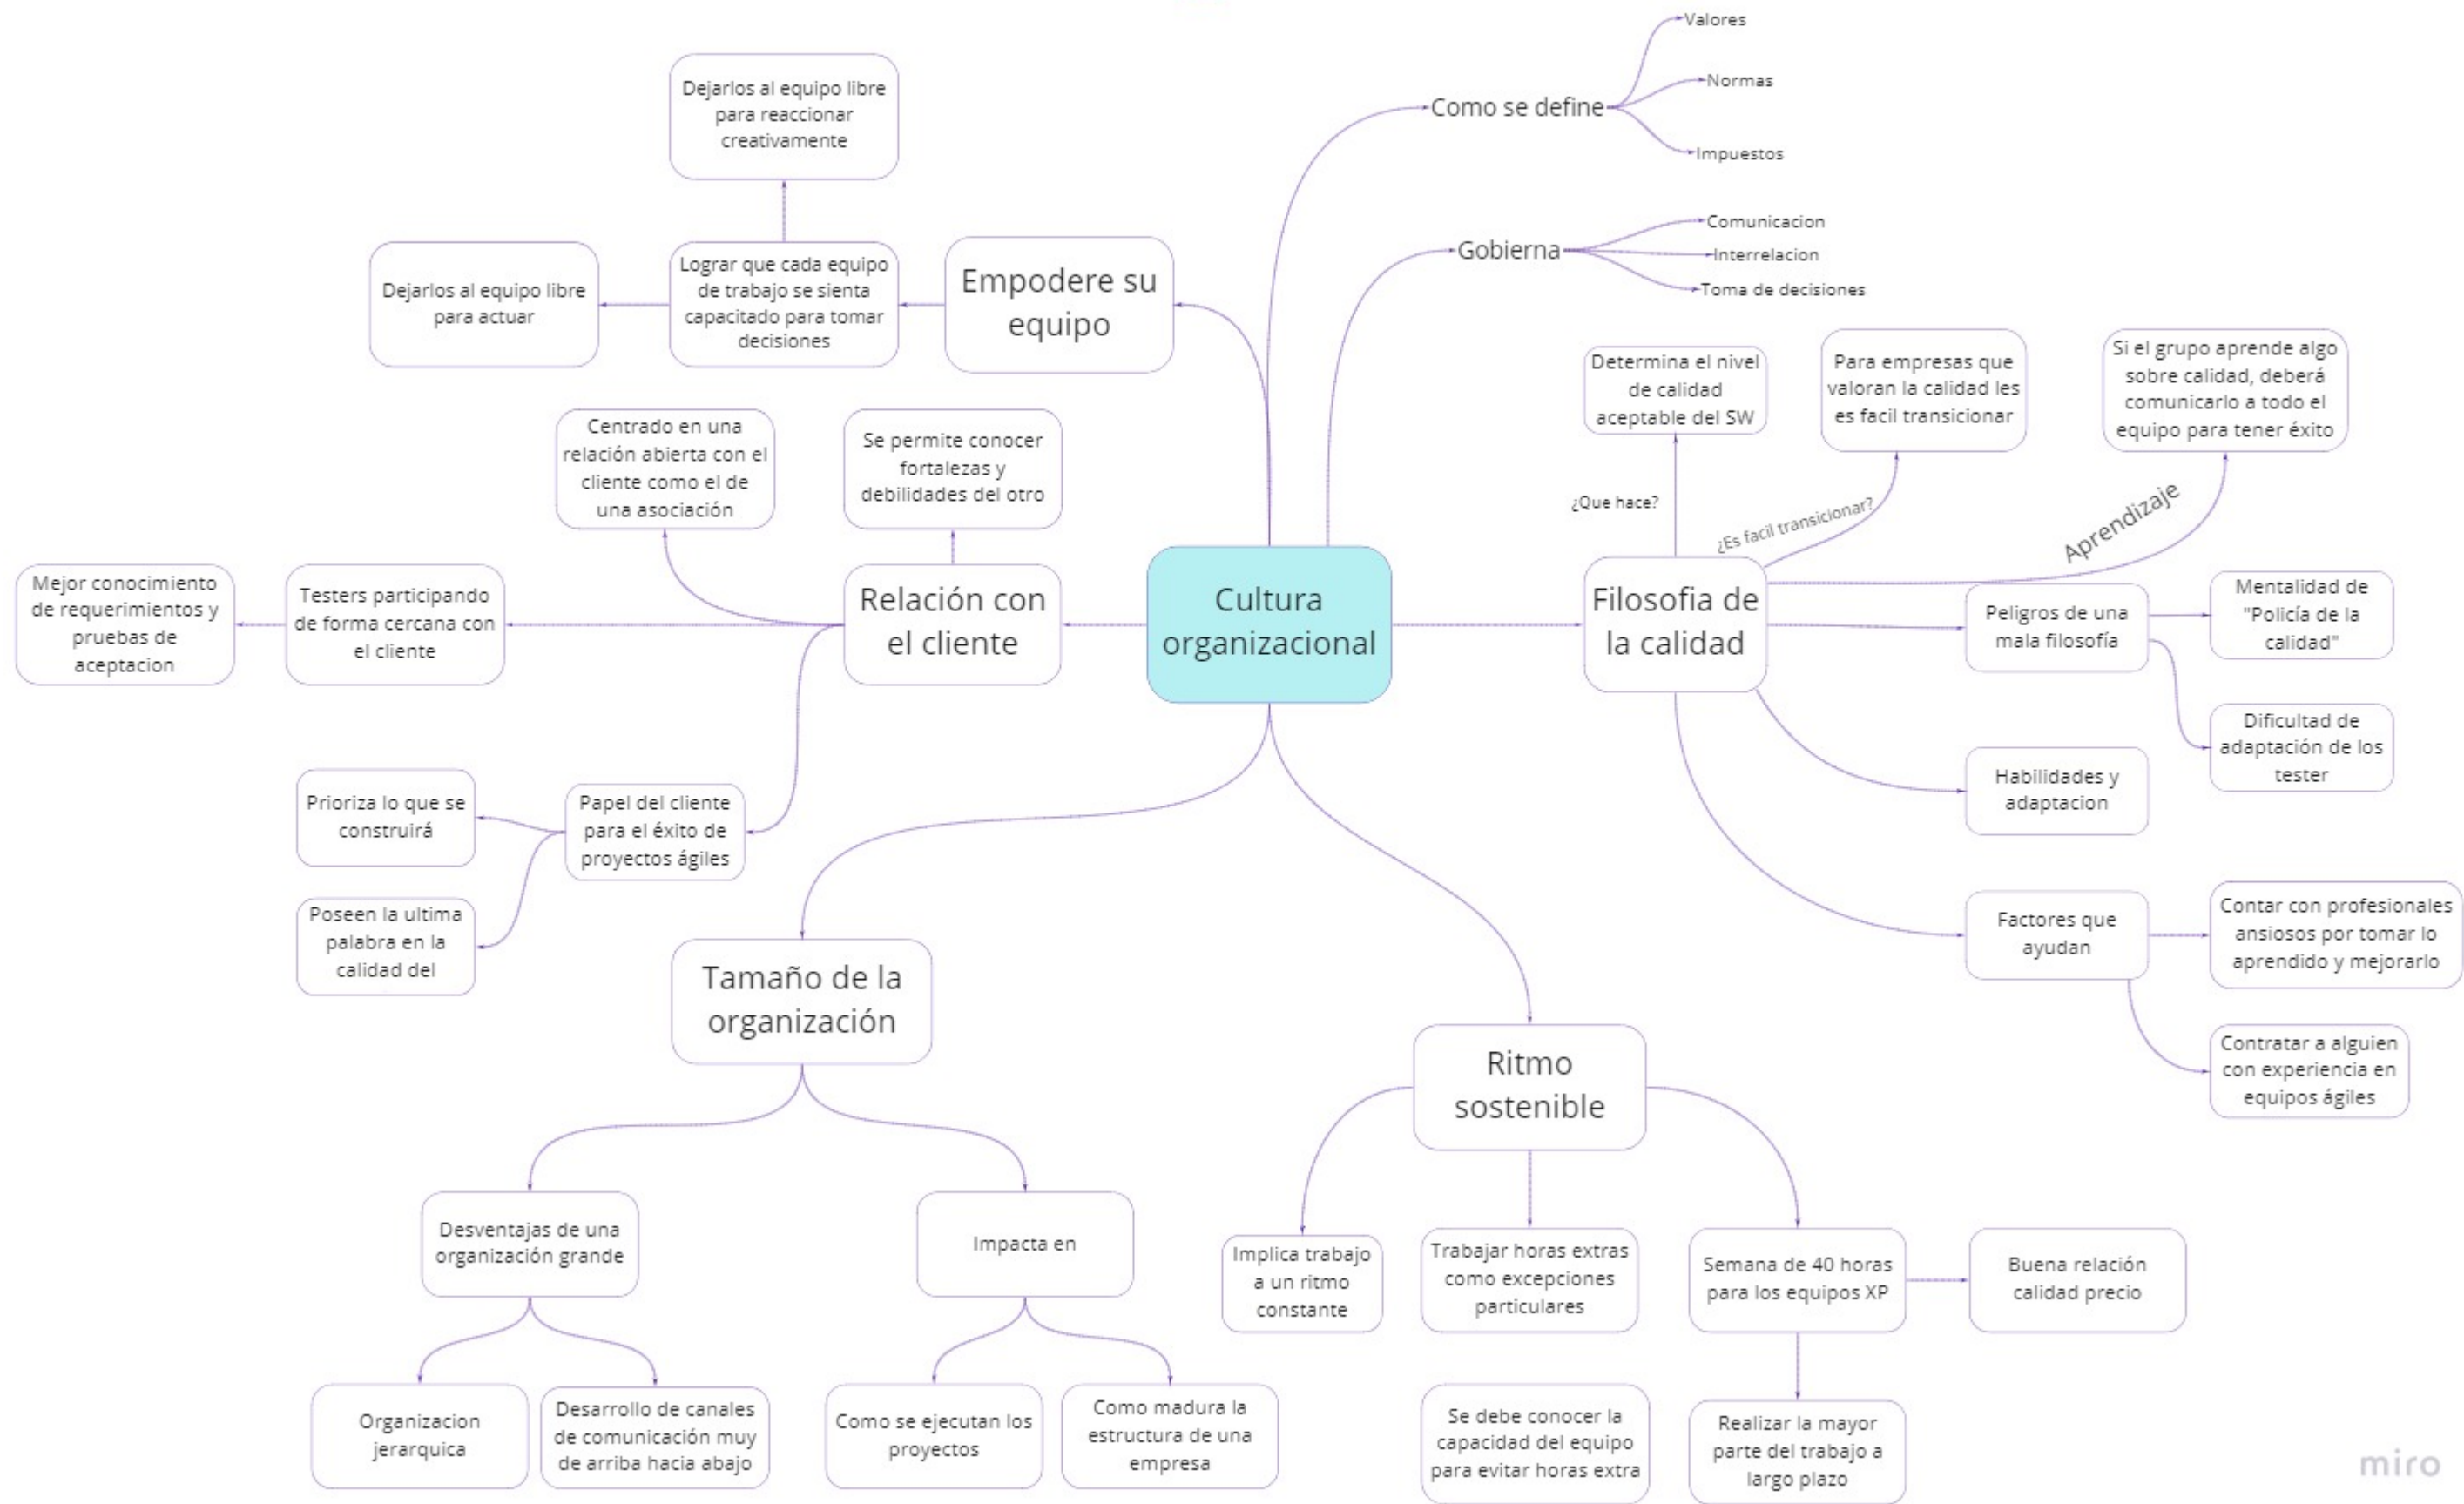 Valores
Normas
Impuestos
Como se define
Comunicacion
Interrelacion
Toma de decisiones
Gobierna
Dejarlos al equipo libre
para reaccionar
creativamente
Dejarlos al equipo libre
para actuar
Lograr que cada equipo
de trabajo se sienta
capacitado para tomar
decisiones
Empodere su
equipo
Determina el nivel
de calidad
aceptable del SW
Para empresas que
valoran la calidad les
es facil transicionar
Si el grupo aprende algo
sobre calidad, deberá
comunicarlo a todo el
equipo para tener éxito
¿Que hace?
¿Es facil transicionar?
Aprendizaje
Centrado en una
relación abierta con el
cliente como el de
una asociación
Se permite conocer
fortalezas y
debilidades del otro
Mejor conocimiento
de requerimientos y
pruebas de
aceptacion
Testers participando
de forma cercana con
el cliente
Relación con
el cliente
Cultura
organizacional
Filosofia de
la calidad
Peligros de una
mala filosofía
Mentalidad de
"Policía de la
calidad"
Dificultad de
adaptación de los
tester
Habilidades y
adaptacion
Prioriza lo que se
construirá
Papel del cliente
para el éxito de
proyectos ágiles
Poseen la ultima
palabra en la
calidad del
Factores que
ayudan
Contar con profesionales
ansiosos por tomar lo
aprendido y mejorarlo
Contratar a alguien
con experiencia en
equipos ágiles
Tamaño de la
organización
Ritmo
sostenible
Desventajas de una
organización grande
Impacta en
Implica trabajo
a un ritmo
constante
Trabajar horas extras
como excepciones
particulares
Semana de 40 horas
para los equipos XP
Buena relación
calidad precio
Organizacion
jerarquica
Desarrollo de canales
de comunicación muy
de arriba hacia abajo
Como se ejecutan los
proyectos
Como madura la
estructura de una
empresa
Se debe conocer la
capacidad del equipo
para evitar horas extra
Realizar la mayor
parte del trabajo a
largo plazo
miro